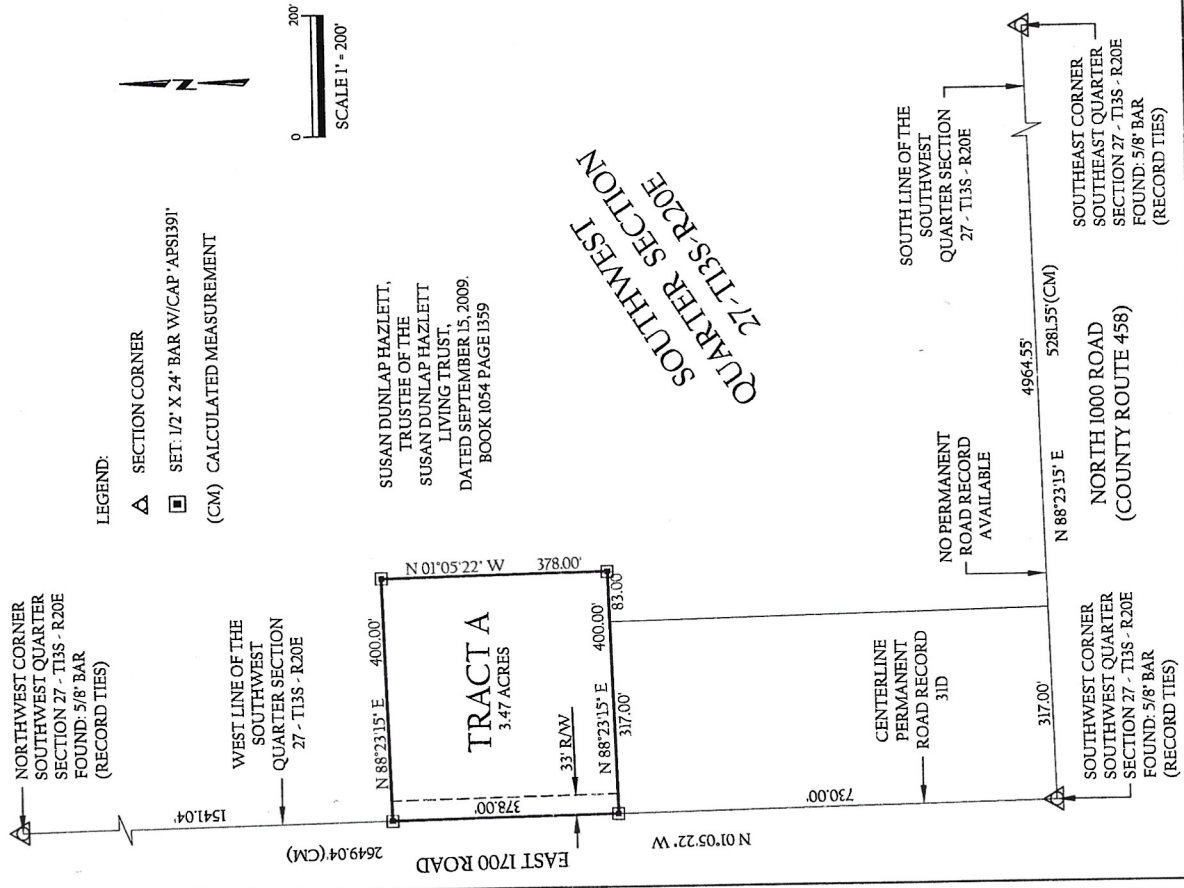 NORTHWEST CORNER
SOUTHWEST QUARTER
SECTION 27 - T13S - R20E
FOUND: 5/8" BAR
(RECORD TIES)
LEGEND:
SECTION CORNER
SET: 1/2" X 24" BAR W/CAP "APS1391"
(CM) CALCULATED MEASUREMENT
N
0
200'
SCALE 1" = 200'
1541.04'
2649.04'(CM)
WEST LINE OF THE
SOUTHWEST
QUARTER SECTION
27 - T13S - R20E
SUSAN DUNLAP HAZLETT,
TRUSTEE OF THE
SUSAN DUNLAP HAZLETT
LIVING TRUST,
DATED SEPTEMBER 15, 2009.
BOOK 1054 PAGE 1359
N 88°23'15" E
400.00'
N 01°05'22" W
378.00'
TRACT A
3.47 ACRES
33' R/W
378.00'
N 88°23'15" E
400.00'
317.00'
83.00'
EAST 1700 ROAD
SOUTHWEST
QUARTER SECTION
27-T13S-R20E
N 01°05'22" W
730.00'
CENTERLINE
PERMANENT
ROAD RECORD
31D
NO PERMANENT
ROAD RECORD
AVAILABLE
SOUTH LINE OF THE
SOUTHWEST
QUARTER SECTION
27 - T13S - R20E
317.00'
4964.55'
N 88°23'15" E
5281.55'(CM)
SOUTHWEST CORNER
SOUTHWEST QUARTER
SECTION 27 - T13S - R20E
FOUND: 5/8" BAR
(RECORD TIES)
NORTH 1000 ROAD
(COUNTY ROUTE 458)
SOUTHEAST CORNER
SOUTHEAST QUARTER
SECTION 27 - T13S - R20E
FOUND: 5/8" BAR
(RECORD TIES)